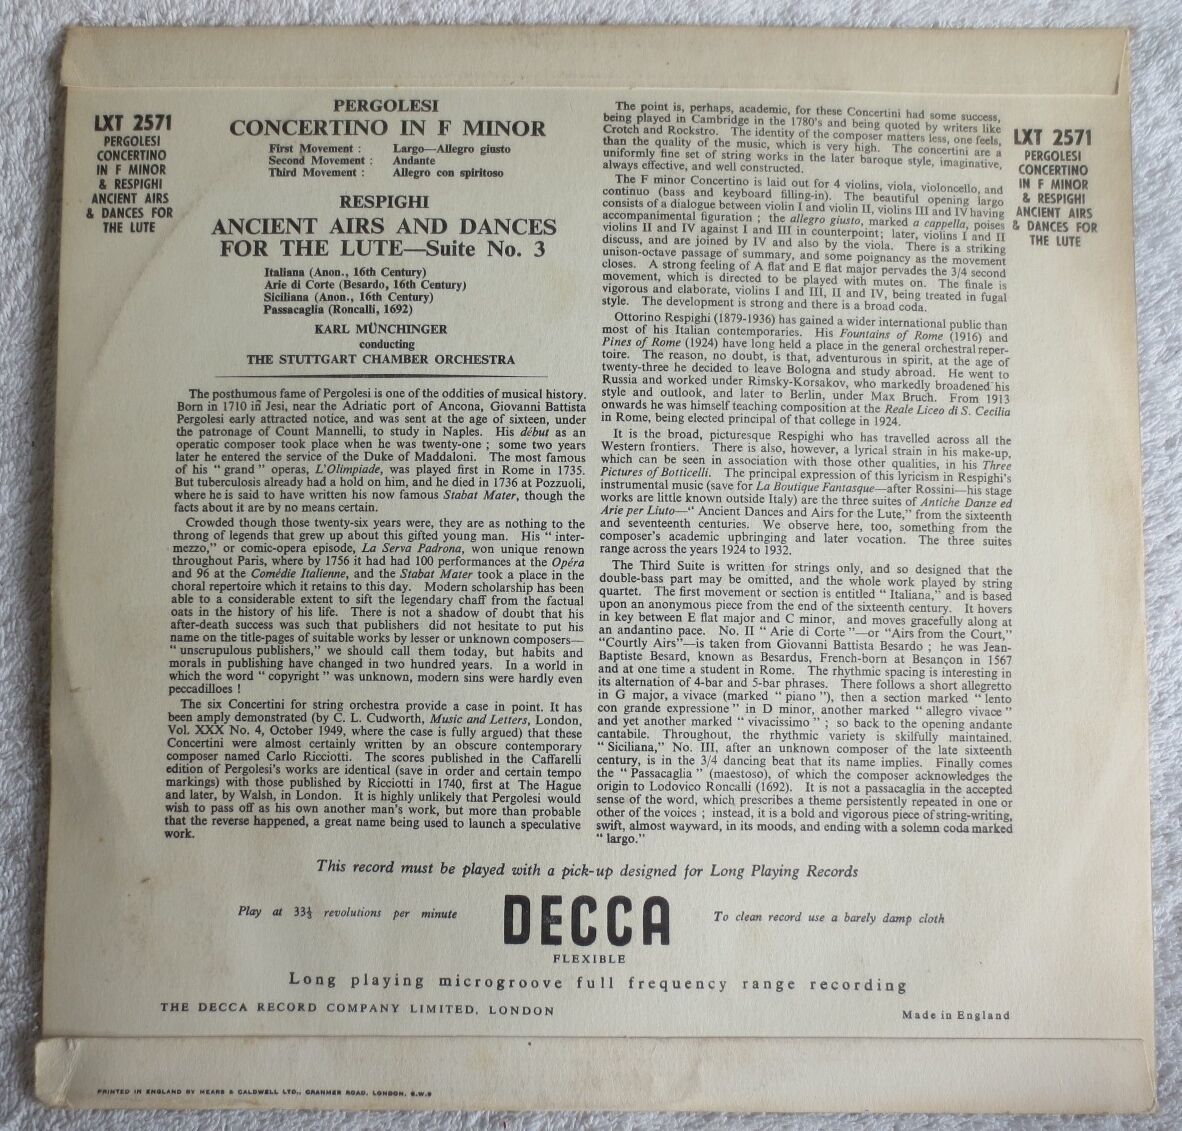 LXT 2571
PERGOLESI
CONCERTINO
IN F MINOR
& RESPIGHI
ANCIENT AIRS
& DANCES FOR
THE LUTE
PERGOLESI
CONCERTINO IN F MINOR
First Movement : Largo—Allegro giusto
Second Movement : Andante
Third Movement : Allegro con spiritoso
RESPIGHI
ANCIENT AIRS AND DANCES
FOR THE LUTE—Suite No. 3
Italiana (Anon., 16th Century)
Arie di Corte (Besardo, 16th Century)
Siciliana (Anon., 16th Century)
Passacaglia (Roncalli, 1692)
KARL MÜNCHINGER
conducting
THE STUTTGART CHAMBER ORCHESTRA
The posthumous fame of Pergolesi is one of the oddities of musical history.
Born in 1710 in Jesi, near the Adriatic port of Ancona, Giovanni Battista
Pergolesi early attracted notice, and was sent at the age of sixteen, under
the patronage of Count Mannelli, to study in Naples. His début as an
operatic composer took place when he was twenty-one ; some two years
later he entered the service of the Duke of Maddaloni. The most famous
of his “ grand ” operas, L'Olimpiade, was played first in Rome in 1735.
But tuberculosis already had a hold on him, and he died in 1736 at Pozzuoli,
where he is said to have written his now famous Stabat Mater, though the
facts about it are by no means certain.
Crowded though those twenty-six years were, they are as nothing to the
throng of legends that grew up about this gifted young man. His “ inter-
mezzo,” or comic-opera episode, La Serva Padrona, won unique renown
throughout Paris, where by 1756 it had had 100 performances at the Opéra
and 96 at the Comédie Italienne, and the Stabat Mater took a place in the
choral repertoire which it retains to this day. Modern scholarship has been
able to a considerable extent to sift the legendary chaff from the factual
oats in the history of his life. There is not a shadow of doubt that his
after-death success was such that publishers did not hesitate to put his
name on the title-pages of suitable works by lesser or unknown composers—
“ unscrupulous publishers,” we should call them today, but habits and
morals in publishing have changed in two hundred years. In a world in
which the word “ copyright ” was unknown, modern sins were hardly even
peccadilloes !
The six Concertini for string orchestra provide a case in point. It has
been amply demonstrated (by C. L. Cudworth, Music and Letters, London,
Vol. XXX No. 4, October 1949, where the case is fully argued) that these
Concertini were almost certainly written by an obscure contemporary
composer named Carlo Ricciotti. The scores published in the Caffarelli
edition of Pergolesi's works are identical (save in order and certain tempo
markings) with those published by Ricciotti in 1740, first at The Hague
and later, by Walsh, in London. It is highly unlikely that Pergolesi would
wish to pass off as his own another man's work, but more than probable
that the reverse happened, a great name being used to launch a speculative
work.
The point is, perhaps, academic, for these Concertini had some success,
being played in Cambridge in the 1780's and being quoted by writers like
Crotch and Rockstro. The identity of the composer matters less, one feels,
than the quality of the music, which is very high. The concertini are a
uniformly fine set of string works in the later baroque style, imaginative,
always effective, and well constructed.
The F minor Concertino is laid out for 4 violins, viola, violoncello, and
continuo (bass and keyboard filling-in). The beautiful opening largo
consists of a dialogue between violin I and violin II, violins III and IV having
accompanimental figuration ; the allegro giusto, marked a cappella, poises
violins II and IV against I and III in counterpoint; later, violins I and II
discuss, and are joined by IV and also by the viola. There is a striking
unison-octave passage of summary, and some poignancy as the movement
closes. A strong feeling of A flat and E flat major pervades the 3/4 second
movement, which is directed to be played with mutes on. The finale is
vigorous and elaborate, violins I and III, II and IV, being treated in fugal
style. The development is strong and there is a broad coda.
Ottorino Respighi (1879-1936) has gained a wider international public than
most of his Italian contemporaries. His Fountains of Rome (1916) and
Pines of Rome (1924) have long held a place in the general orchestral reper-
toire. The reason, no doubt, is that, adventurous in spirit, at the age of
twenty-three he decided to leave Bologna and study abroad. He went to
Russia and worked under Rimsky-Korsakov, who markedly broadened his
style and outlook, and later to Berlin, under Max Bruch. From 1913
onwards he was himself teaching composition at the Reale Liceo di S. Cecilia
in Rome, being elected principal of that college in 1924.
It is the broad, picturesque Respighi who has travelled across all the
Western frontiers. There is also, however, a lyrical strain in his make-up,
which can be seen in association with those other qualities, in his Three
Pictures of Botticelli. The principal expression of this lyricism in Respighi's
instrumental music (save for La Boutique Fantasque—after Rossini—his stage
works are little known outside Italy) are the three suites of Antiche Danze ed
Arie per Liuto—“ Ancient Dances and Airs for the Lute,” from the sixteenth
and seventeenth centuries. We observe here, too, something from the
composer's academic upbringing and later vocation. The three suites
range across the years 1924 to 1932.
The Third Suite is written for strings only, and so designed that the
double-bass part may be omitted, and the whole work played by string
quartet. The first movement or section is entitled “ Italiana,” and is based
upon an anonymous piece from the end of the sixteenth century. It hovers
in key between E flat major and C minor, and moves gracefully along at
an andantino pace. No. II “ Arie di Corte ”—or “Airs from the Court,”
“Courtly Airs”—is taken from Giovanni Battista Besardo ; he was Jean-
Baptiste Besard, known as Besardus, French-born at Besançon in 1567
and at one time a student in Rome. The rhythmic spacing is interesting in
its alternation of 4-bar and 5-bar phrases. There follows a short allegretto
in G major, a vivace (marked “ piano ”), then a section marked “ lento
con grande expressione ” in D minor, another marked “ allegro vivace ”
and yet another marked “ vivacissimo ” ; so back to the opening andante
cantabile. Throughout, the rhythmic variety is skilfully maintained.
“ Siciliana,” No. III, after an unknown composer of the late sixteenth
century, is in the 3/4 dancing beat that its name implies. Finally comes
the “ Passacaglia ” (maestoso), of which the composer acknowledges the
origin to Lodovico Roncalli (1692). It is not a passacaglia in the accepted
sense of the word, which prescribes a theme persistently repeated in one or
other of the voices ; instead, it is a bold and vigorous piece of string-writing,
swift, almost wayward, in its moods, and ending with a solemn coda marked
“ largo.”
LXT 2571
PERGOLESI
CONCERTINO
IN F MINOR
& RESPIGHI
ANCIENT AIRS
& DANCES FOR
THE LUTE
This record must be played with a pick-up designed for Long Playing Records
Play at 33⅓ revolutions per minute
DECCA
FLEXIBLE
To clean record use a barely damp cloth
Long playing microgroove full frequency range recording
THE DECCA RECORD COMPANY LIMITED, LONDON
Made in England
PRINTED IN ENGLAND BY MEARS & CALDWELL LTD., CRANMER ROAD, LONDON, S.W.9